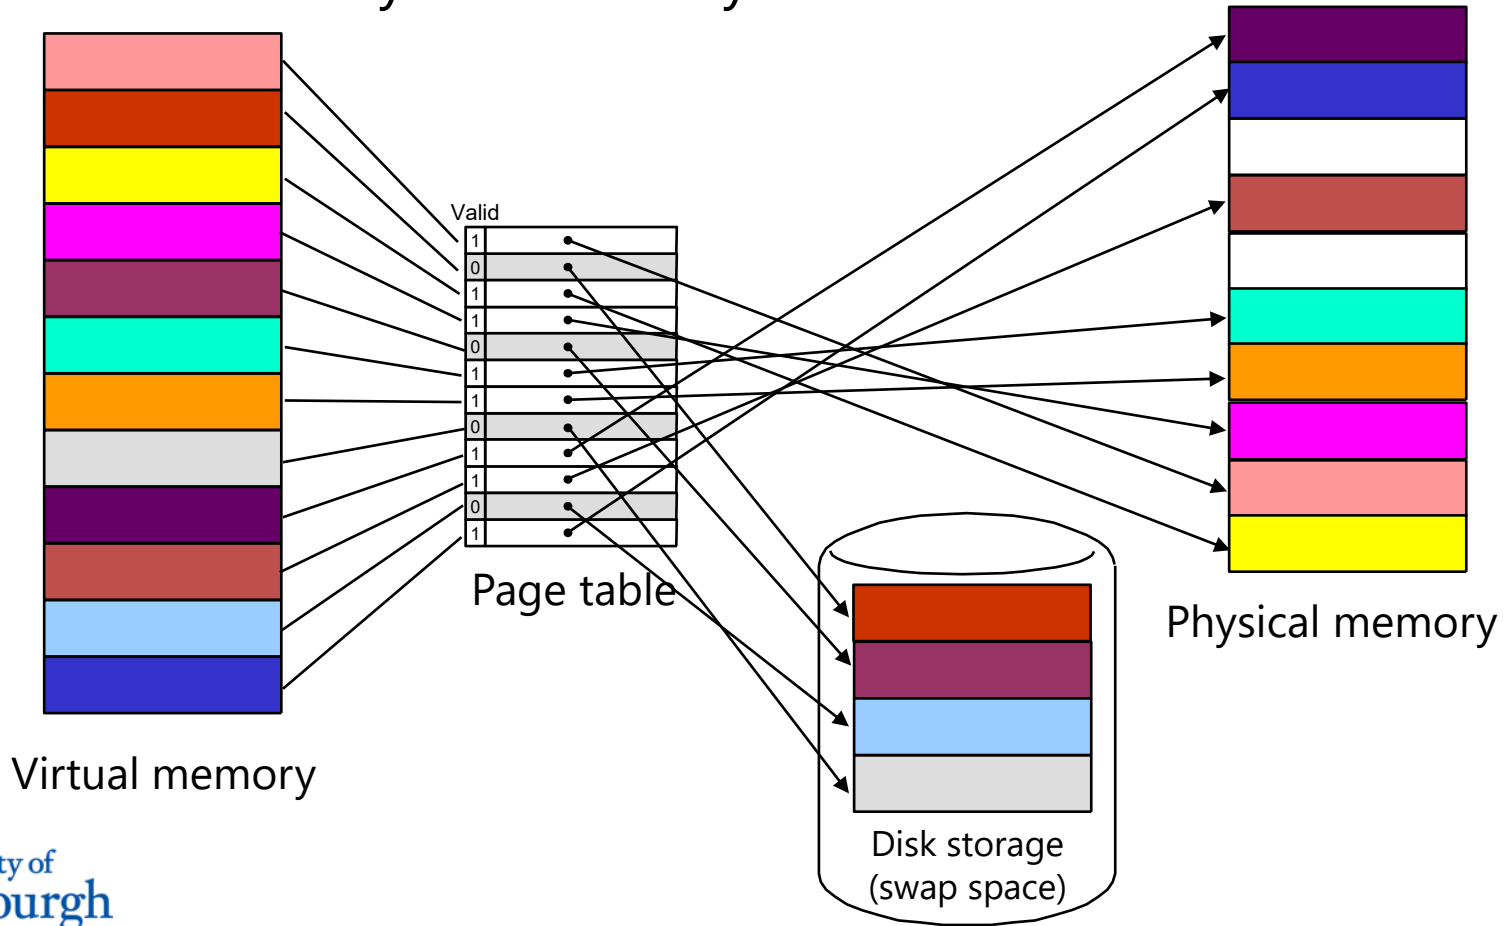 Valid
1
0
1
1
0
1
1
0
1
1
0
1
Page table
Physical memory
Virtual memory
Disk storage
(swap space)